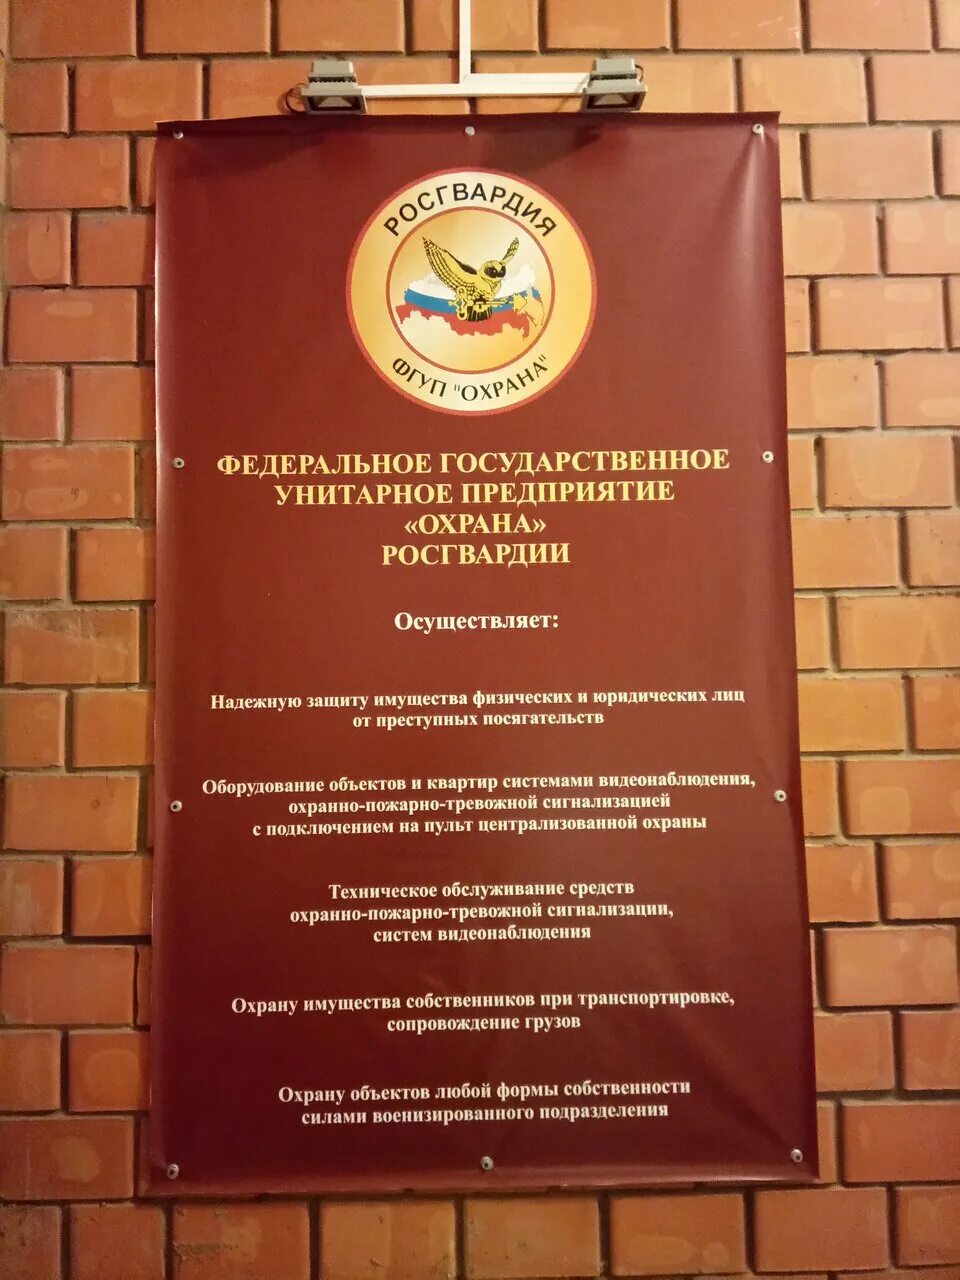 РОСГВАРДИЯ
ФГУП "ОХРАНА"
ФЕДЕРАЛЬНОЕ ГОСУДАРСТВЕННОЕ
УНИТАРНОЕ ПРЕДПРИЯТИЕ
«ОХРАНА»
РОСГВАРДИИ
Осуществляет:
Надежную защиту имущества физических и юридических лиц
от преступных посягательств
Оборудование объектов и квартир системами видеонаблюдения,
охранно-пожарно-тревожной сигнализацией
с подключением на пульт централизованной охраны
Техническое обслуживание средств
охранно-пожарно-тревожной сигнализации,
систем видеонаблюдения
Охрану имущества собственников при транспортировке,
сопровождение грузов
Охрану объектов любой формы собственности
силами военизированного подразделения